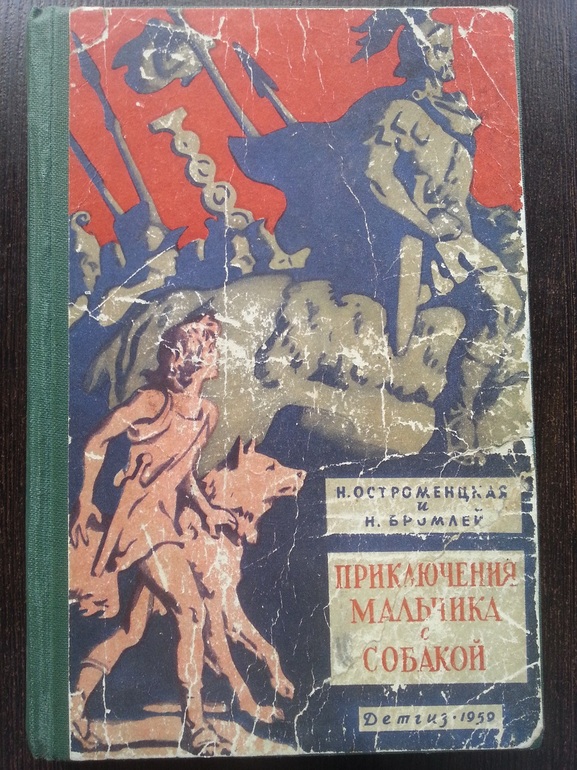 Н. ОСТРОМЕНЦКАЯ
И
Н. БРОМЛЕЙ
ПРИКЛЮЧЕНИЯ
МАЛЬЧИКА
с
СОБАКОЙ
Детгиз · 1959